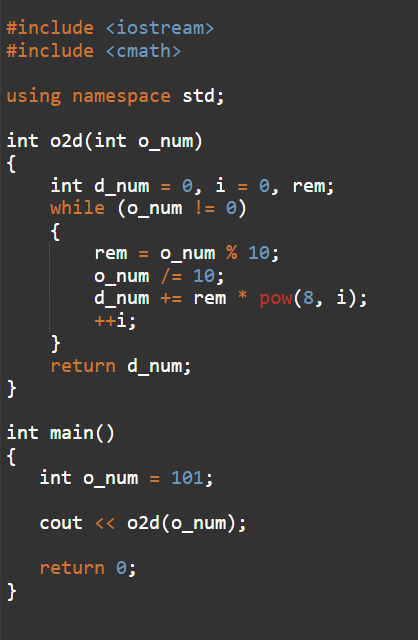 #include <iostream>
#include <cmath>
using namespace std;
int o2d(int o_num)
{
    int d_num = 0, i = 0, rem;
    while (o_num != 0)
    {
        rem = o_num % 10;
        o_num /= 10;
        d_num += rem * pow(8, i);
        ++i;
    }
    return d_num;
}
int main()
{
   int o_num = 101;
   cout << o2d(o_num);
   return 0;
}